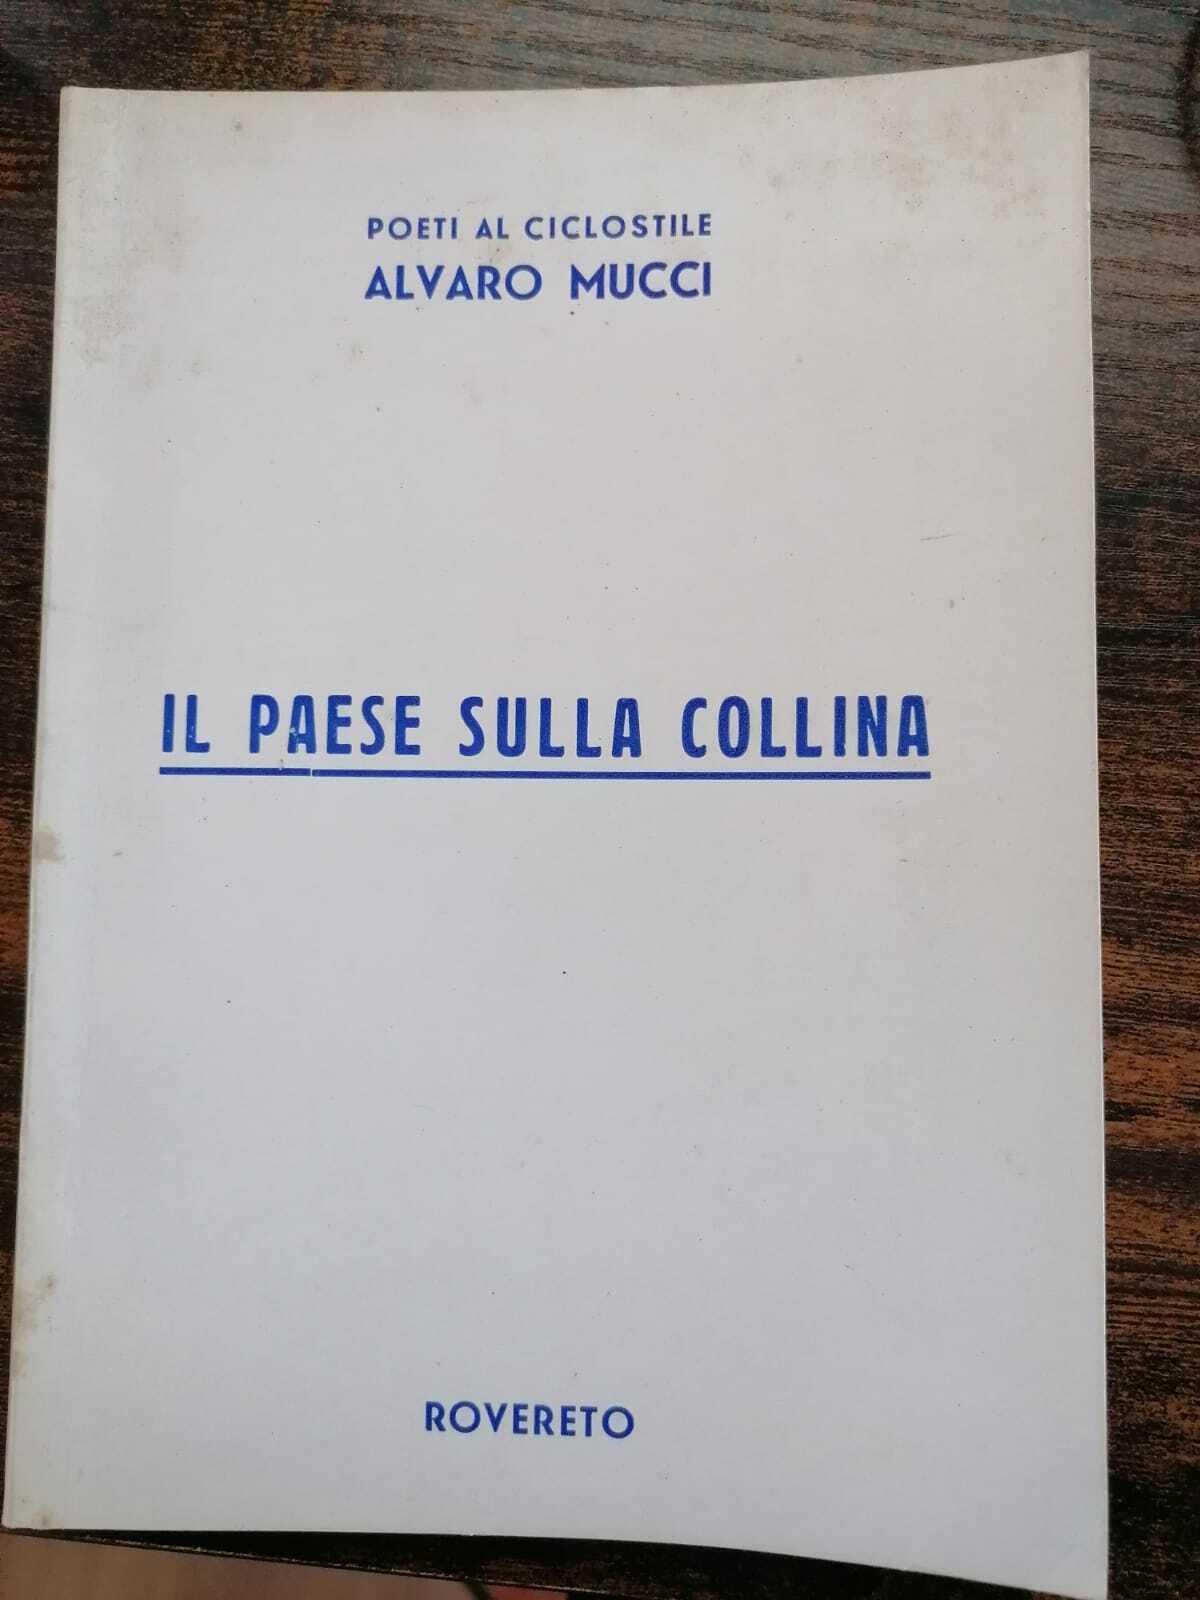 POETI AL CICLOSTILE
ALVARO MUCCI
IL PAESE SULLA COLLINA
ROVERETO